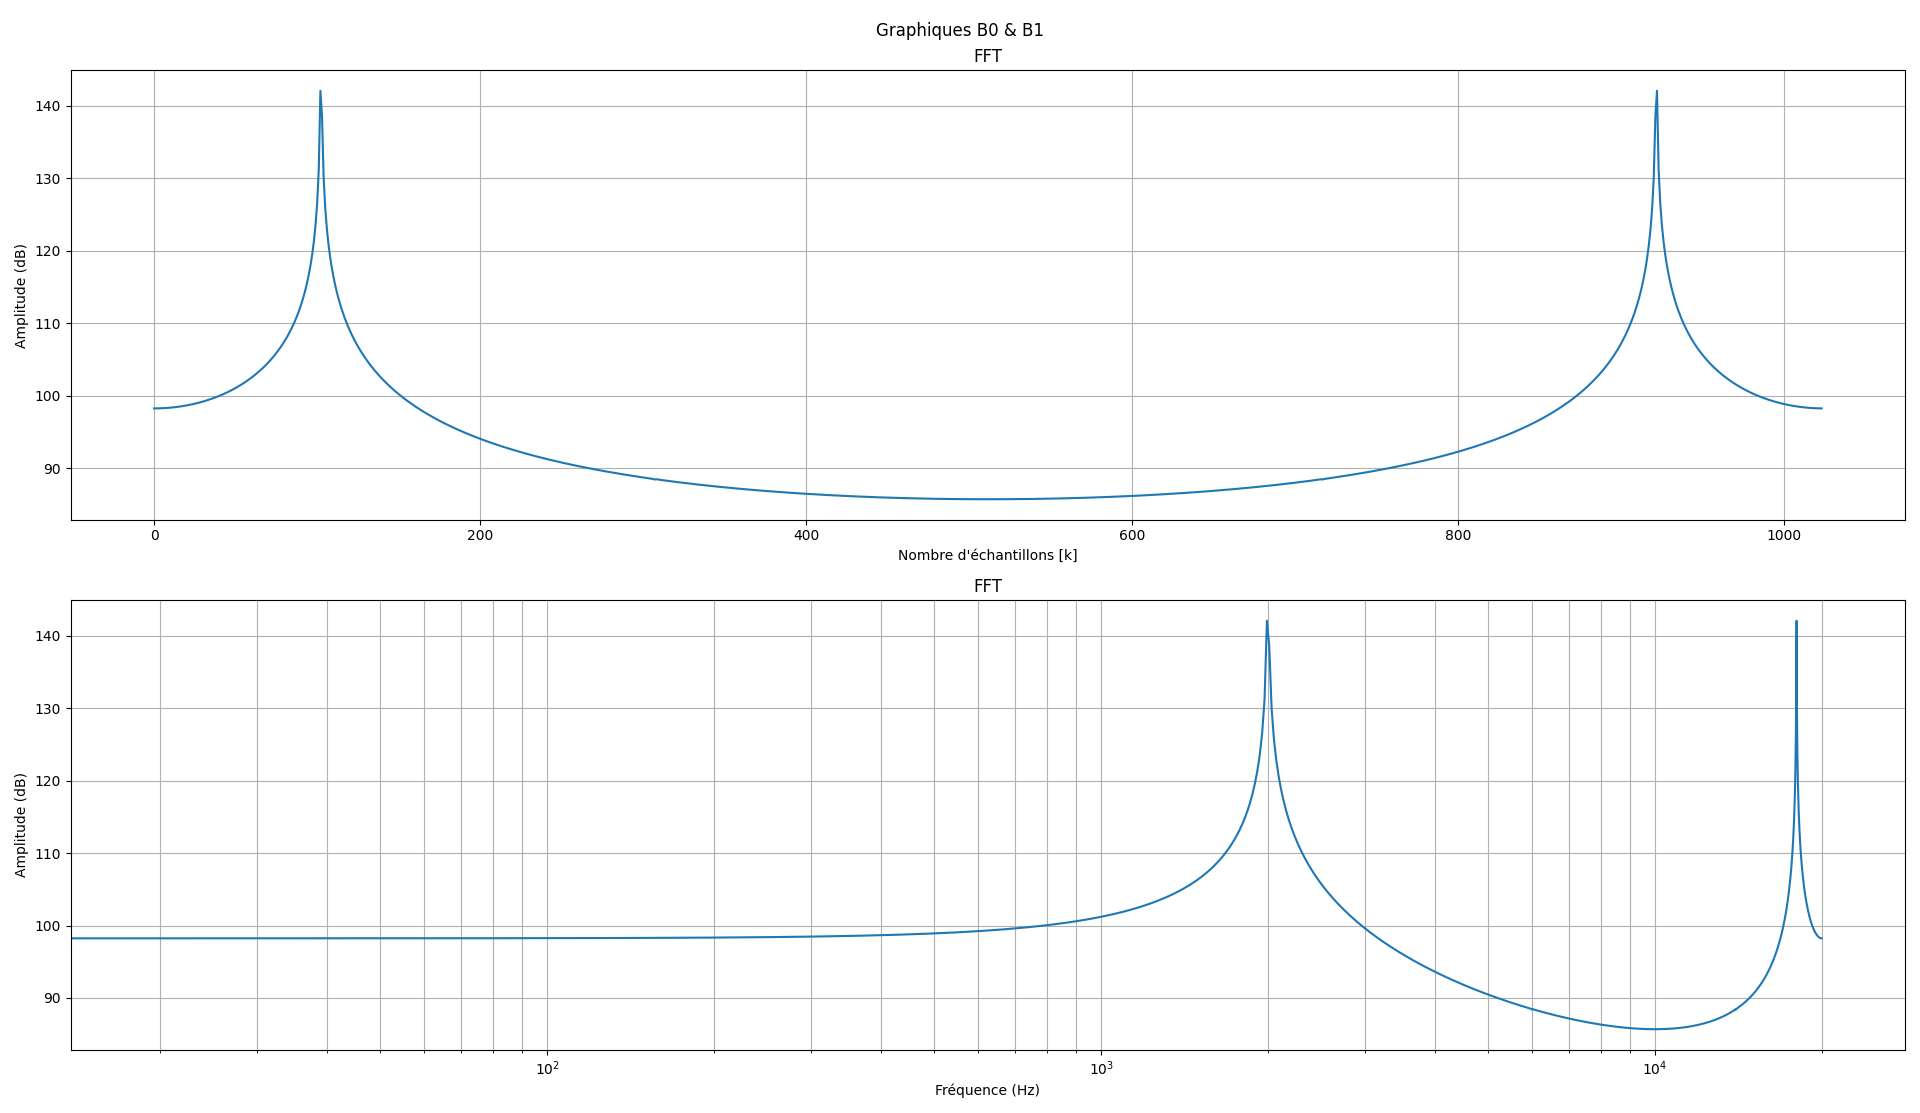 Graphiques B0 & B1
FFT
Amplitude (dB)
140
130
120
110
100
90
0 200 400 600 800 1000
Nombre d'échantillons [k]
FFT
Amplitude (dB)
140
130
120
110
100
90
10² 10³ 10⁴
Fréquence (Hz)